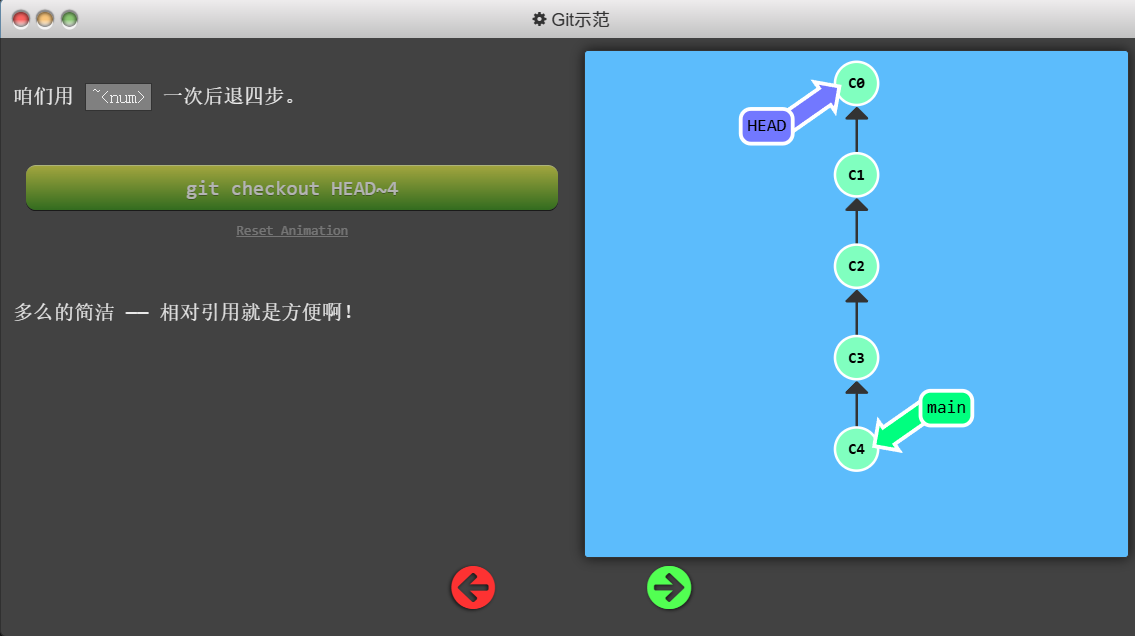 Git示范
咱们用 ~<num> 一次后退四步。
git checkout HEAD~4
Reset Animation
多么的简洁 —— 相对引用就是方便啊！
C0
HEAD
C1
C2
C3
main
C4